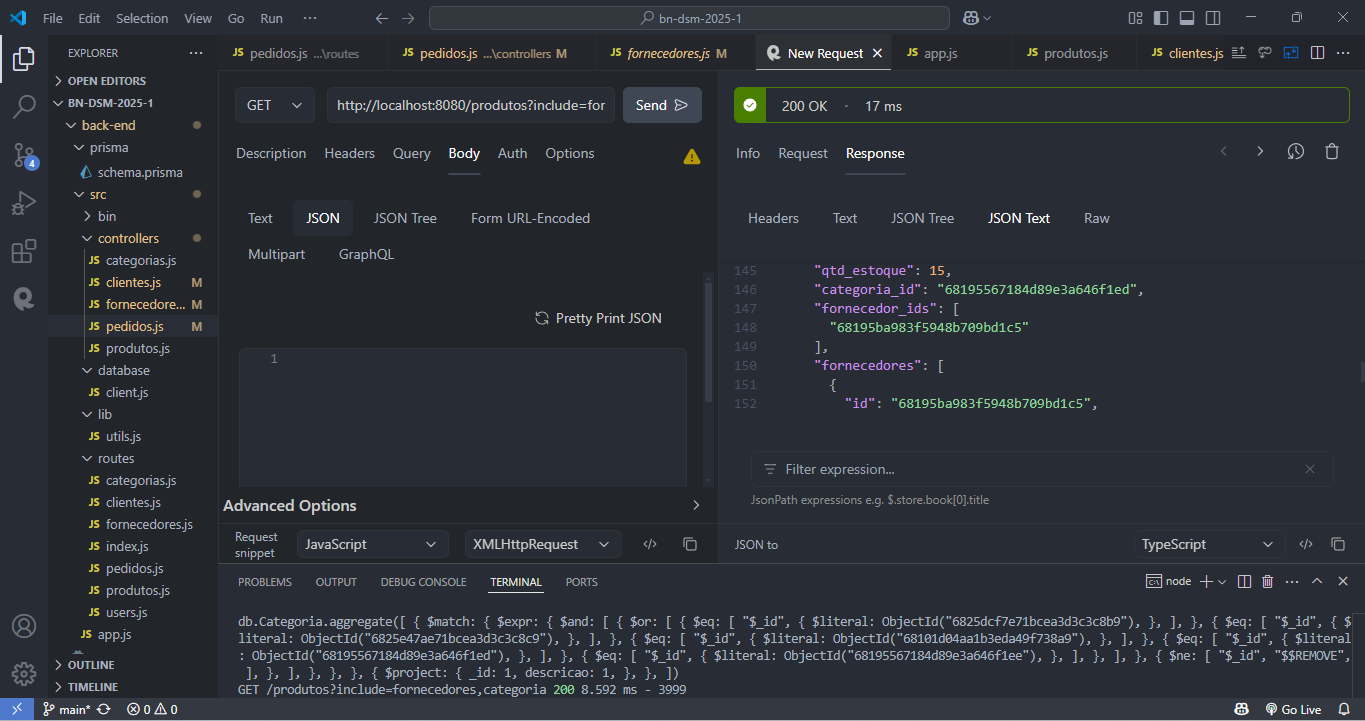 File Edit Selection View Go Run ··· bn-dsm-2025-1
EXPLORER ···
OPEN EDITORS
BN-DSM-2025-1
back-end
prisma
schema.prisma
src
bin
controllers
JS categorias.js
JS clientes.js M
JS fornecedore... M
JS pedidos.js M
JS produtos.js
database
JS client.js
lib
JS utils.js
routes
JS categorias.js
JS clientes.js
JS fornecedores.js
JS index.js
JS pedidos.js
JS produtos.js
JS users.js
JS app.js
OUTLINE
TIMELINE
JS pedidos.js ...\routes JS pedidos.js ...\controllers M JS fornecedores.js M New Request JS app.js JS produtos.js JS clientes.js ···
GET http://localhost:8080/produtos?include=for Send
Description Headers Query Body Auth Options
Text JSON JSON Tree Form URL-Encoded
Multipart GraphQL
Pretty Print JSON
1
Advanced Options
Request
snippet
JavaScript XMLHttpRequest
200 OK · 17 ms
Info Request Response
Headers Text JSON Tree JSON Text Raw
145 "qtd_estoque": 15,
146 "categoria_id": "68195567184d89e3a646f1ed",
147 "fornecedor_ids": [
148 "68195ba983f5948b709bd1c5"
149 ],
150 "fornecedores": [
151 {
152 "id": "68195ba983f5948b709bd1c5",
Filter expression...
JsonPath expressions e.g. $.store.book[0].title
JSON to TypeScript
PROBLEMS OUTPUT DEBUG CONSOLE TERMINAL PORTS node ···
db.Categoria.aggregate([ { $match: { $expr: { $and: [ { $or: [ { $eq: [ "$_id", { $literal: ObjectId("6825dcf7e71bcea3d3c3c8b9"), }, ], }, { $eq: [ "$_id", { $
literal: ObjectId("6825e47ae71bcea3d3c3c8c9"), }, ], }, { $eq: [ "$_id", { $literal: ObjectId("68101d04aa1b3eda49f738a9"), }, ], }, { $eq: [ "$_id", { $literal
: ObjectId("68195567184d89e3a646f1ed"), }, ], }, { $eq: [ "$_id", { $literal: ObjectId("68195567184d89e3a646f1ee"), }, ], }, ], }, { $ne: [ "$_id", "$$REMOVE",
], }, ], }, }, }, { $project: { _id: 1, descricao: 1, }, }, ])
GET /produtos?include=fornecedores,categoria 200 8.592 ms - 3999
main* 0 0 Go Live
4